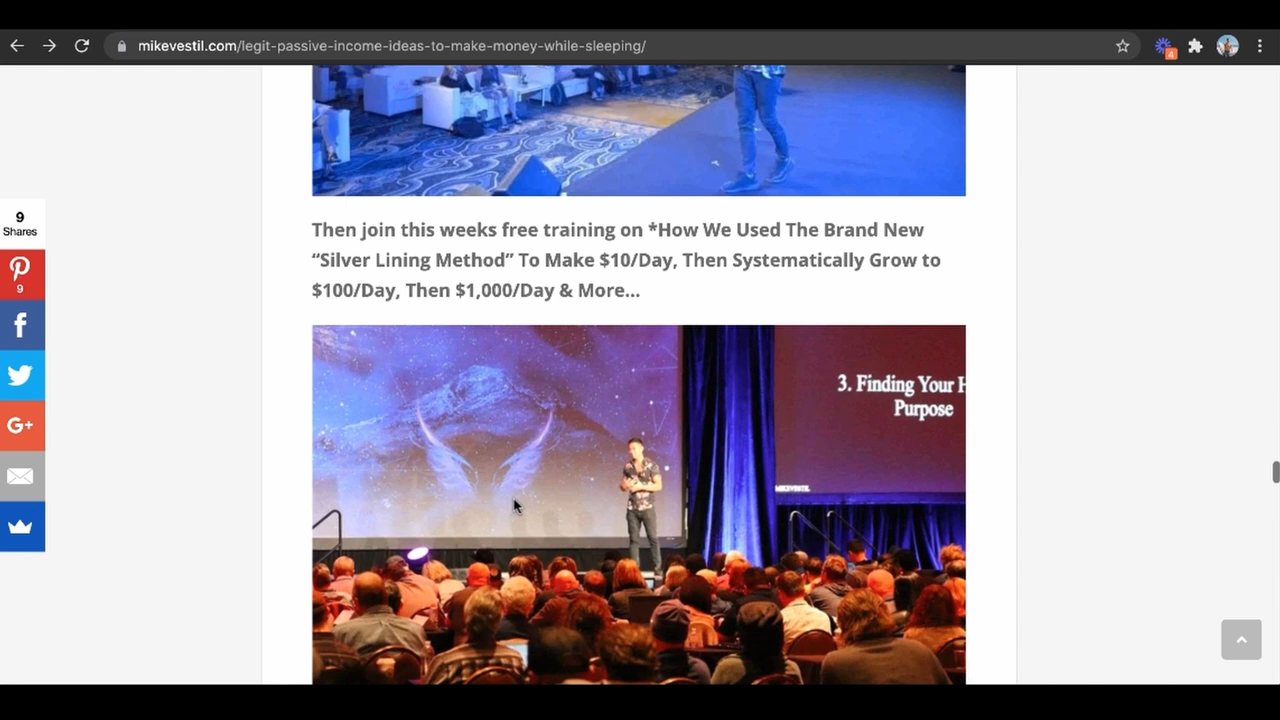 mikevestil.com/legit-passive-income-ideas-to-make-money-while-sleeping/
4
9
Shares
9
G+
Then join this weeks free training on *How We Used The Brand New
“Silver Lining Method” To Make $10/Day, Then Systematically Grow to
$100/Day, Then $1,000/Day & More...
3. Finding Your H
Purpose
MIKEVESTIL